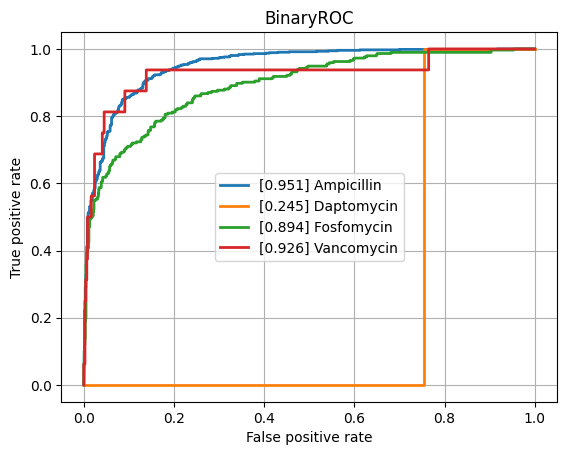 BinaryROC
True positive rate
1.0
0.8
0.6
0.4
0.2
0.0
[0.951] Ampicillin
[0.245] Daptomycin
[0.894] Fosfomycin
[0.926] Vancomycin
0.0 0.2 0.4 0.6 0.8 1.0
False positive rate